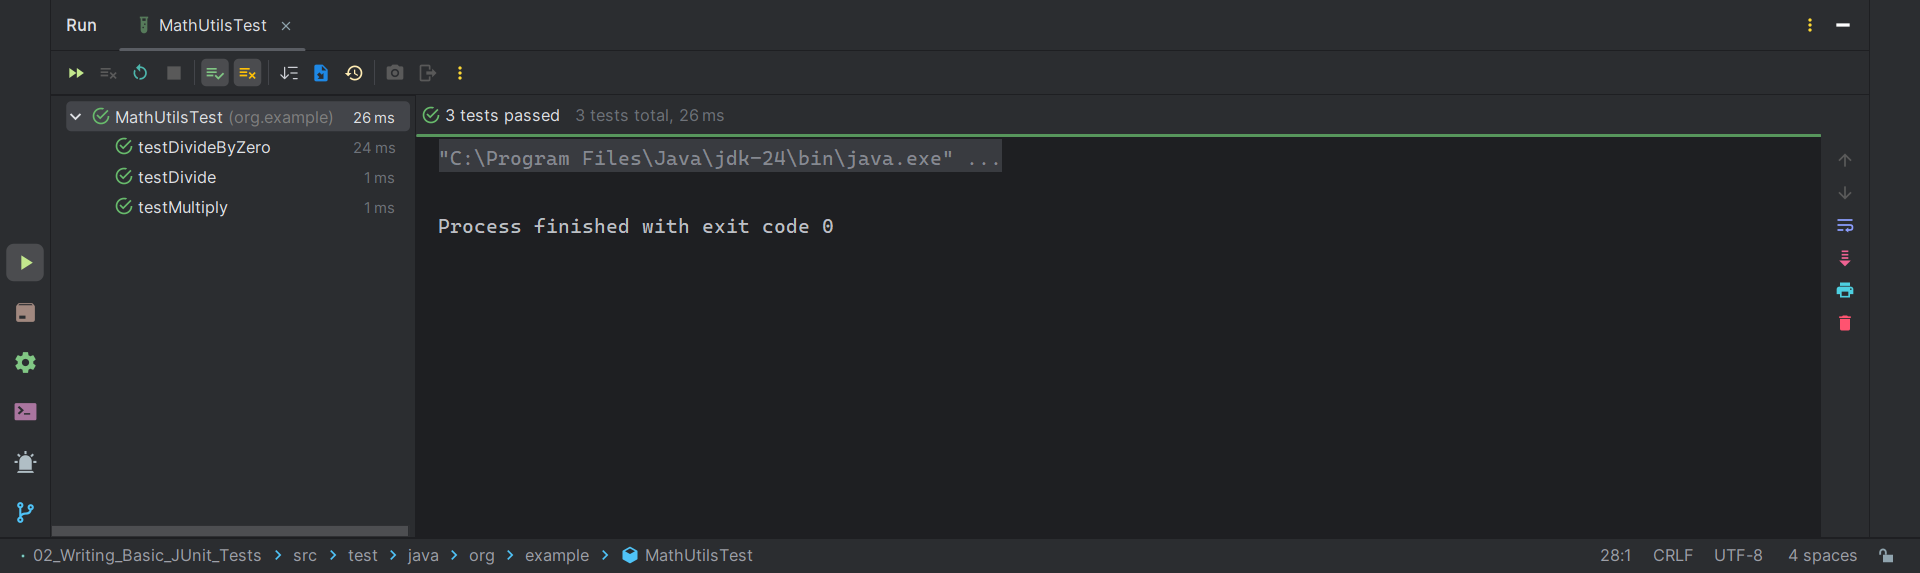 Run MathUtilsTest
MathUtilsTest (org.example) 26 ms
testDivideByZero 24 ms
testDivide 1 ms
testMultiply 1 ms
3 tests passed 3 tests total, 26 ms
"C:\Program Files\Java\jdk-24\bin\java.exe" ...
Process finished with exit code 0
02_Writing_Basic_JUnit_Tests > src > test > java > org > example > MathUtilsTest 28:1 CRLF UTF-8 4 spaces